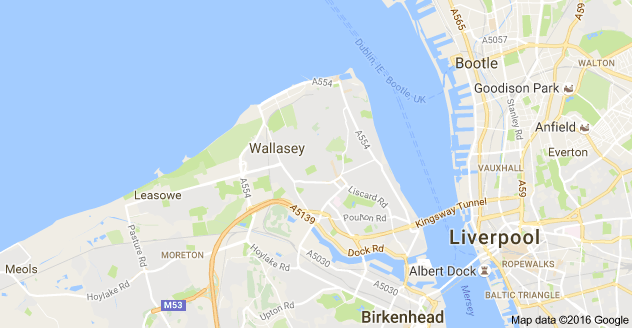 A565
A5057
Bootle
WALTON
Dublin, IE - Bootle, UK
A554
Goodison Park
Stanley Rd
Anfield
Everton
A554
Wallasey
VAUXHALL
A59
A554
Leasowe
Liscard Rd
Kingsway Tunnel
A5139
Poulton Rd
Liverpool
Pasture Rd
MORETON
Hoylake Rd
A5030
Dock Rd
ROPEWALKS
Meols
Albert Dock
Hoylake Rd
M53
Upton Rd
A5030
Mersey
BALTIC TRIANGLE
Birkenhead
Map data ©2016 Google